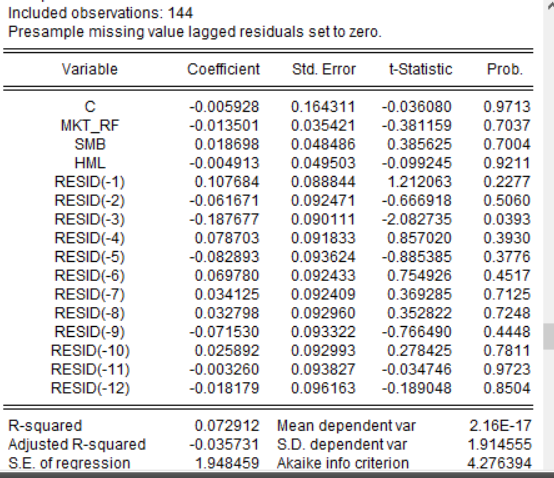 Included observations: 144
Presample missing value lagged residuals set to zero.
Variable Coefficient Std. Error t-Statistic Prob.
C -0.005928 0.164311 -0.036080 0.9713
MKT_RF -0.013501 0.035421 -0.381159 0.7037
SMB 0.018698 0.048486 0.385625 0.7004
HML -0.004913 0.049503 -0.099245 0.9211
RESID(-1) 0.107684 0.088844 1.212063 0.2277
RESID(-2) -0.061671 0.092471 -0.666918 0.5060
RESID(-3) -0.187677 0.090111 -2.082735 0.0393
RESID(-4) 0.078703 0.091833 0.857020 0.3930
RESID(-5) -0.082893 0.093624 -0.885385 0.3776
RESID(-6) 0.069780 0.092433 0.754926 0.4517
RESID(-7) 0.034125 0.092409 0.369285 0.7125
RESID(-8) 0.032798 0.092960 0.352822 0.7248
RESID(-9) -0.071530 0.093322 -0.766490 0.4448
RESID(-10) 0.025892 0.092993 0.278425 0.7811
RESID(-11) -0.003260 0.093827 -0.034746 0.9723
RESID(-12) -0.018179 0.096163 -0.189048 0.8504
R-squared 0.072912 Mean dependent var 2.16E-17
Adjusted R-squared -0.035731 S.D. dependent var 1.914555
S.E. of regression 1.948459 Akaike info criterion 4.276394